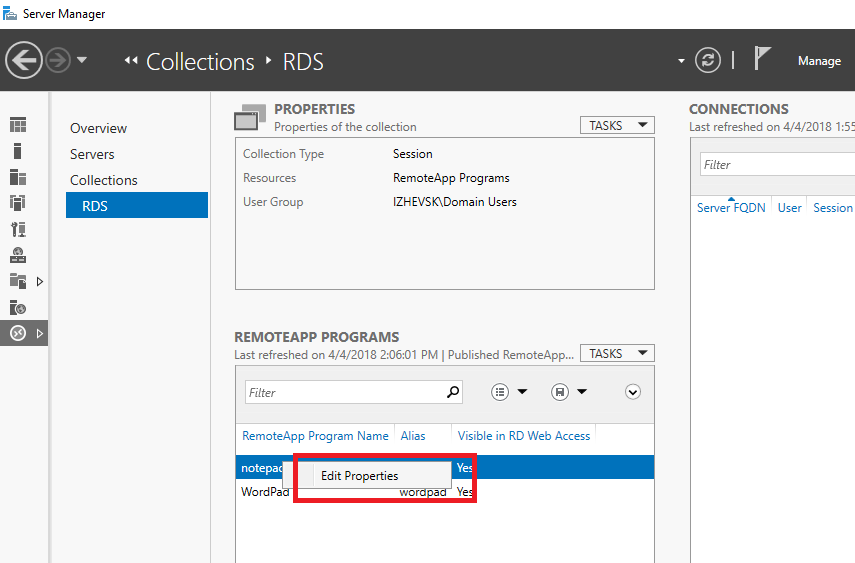 Server Manager
Collections RDS
Manage
Overview
Servers
Collections
RDS
PROPERTIES
Properties of the collection
TASKS
Collection Type Session
Resources RemoteApp Programs
User Group IZHEVSK\Domain Users
REMOTEAPP PROGRAMS
Last refreshed on 4/4/2018 2:06:01 PM | Published RemoteApp...
TASKS
Filter
RemoteApp Program Name Alias Visible in RD Web Access
notepad Yes
Edit Properties
WordPad wordpad Yes
CONNECTIONS
Last refreshed on 4/4/2018 1:55
Filter
Server FQDN User Session